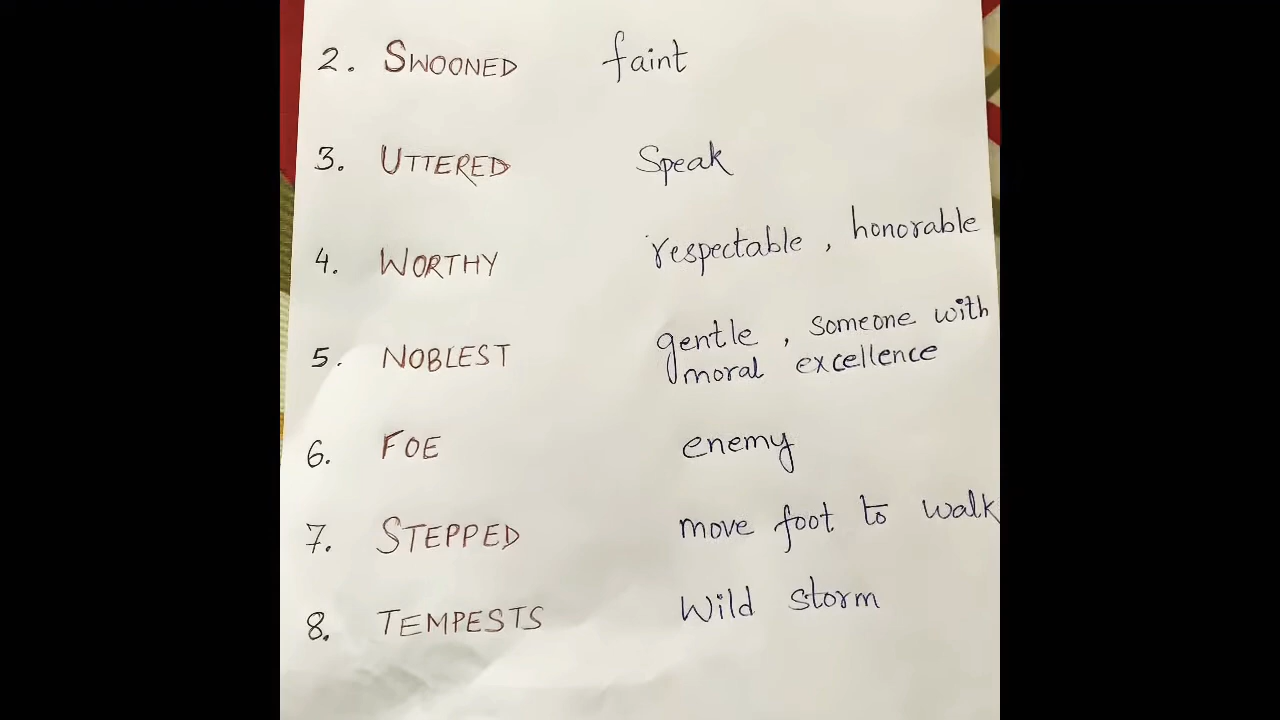 2. SWOONED faint
3. UTTERED Speak
4. WORTHY respectable, honorable
5. NOBLEST gentle, someone with
moral excellence
6. FOE enemy
7. STEPPED move foot to walk
8. TEMPESTS Wild storm